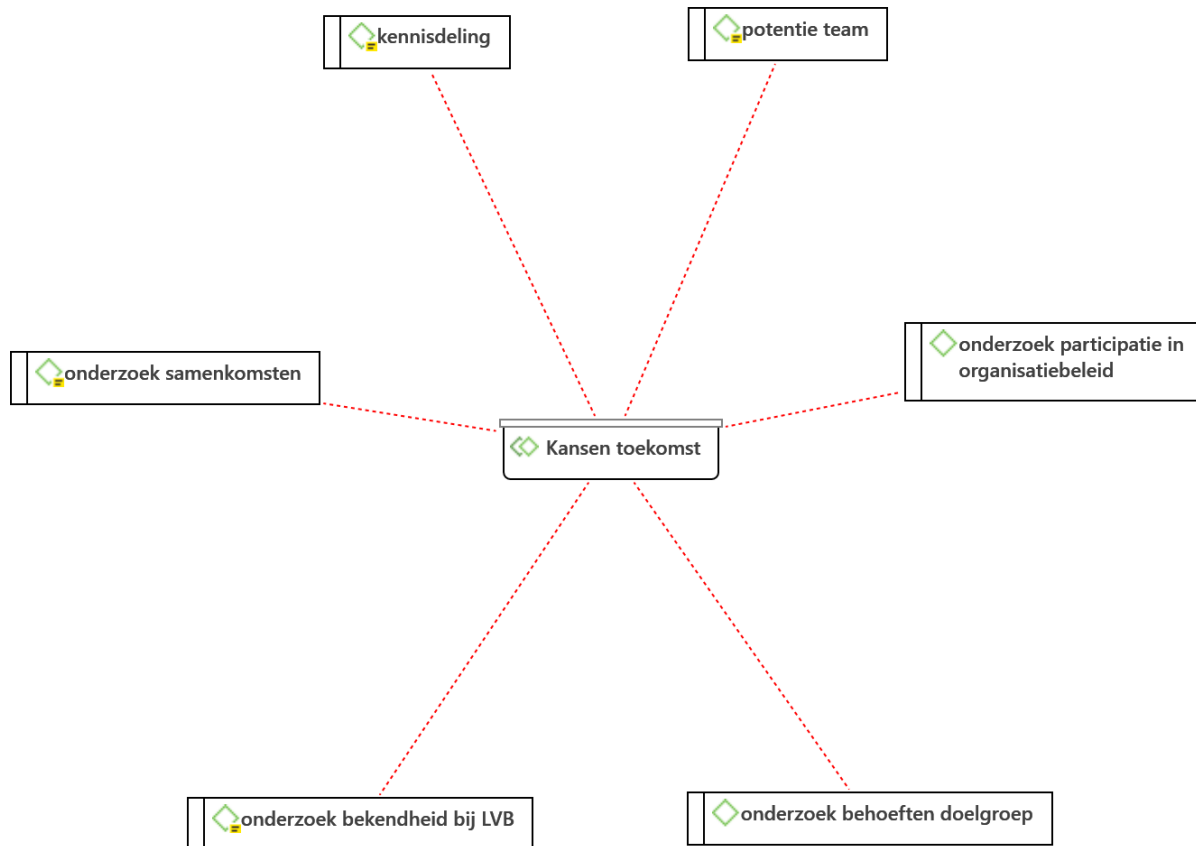 kennisdeling
potentie team
onderzoek participatie in
organisatiebeleid
onderzoek samenkomsten
Kansen toekomst
onderzoek bekendheid bij LVB
onderzoek behoeften doelgroep